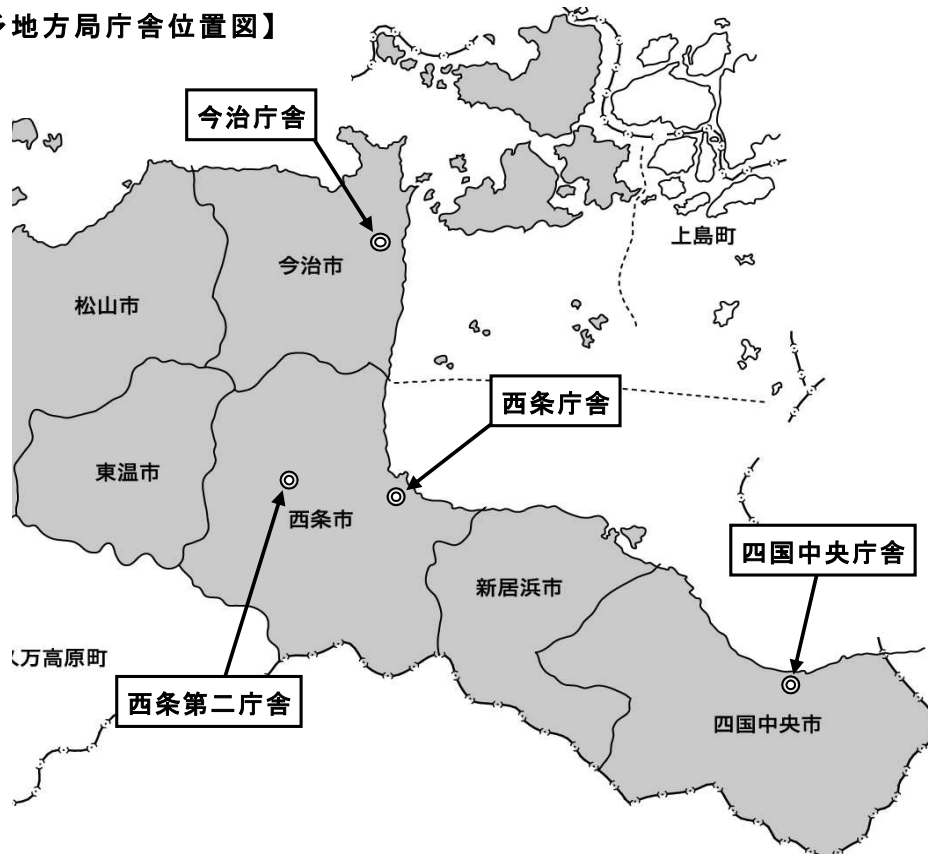 地方局庁舎位置図】
今治庁舎
上島町
今治市
松山市
西条庁舎
東温市
西条市
四国中央庁舎
新居浜市
万高原町
西条第二庁舎
四国中央市